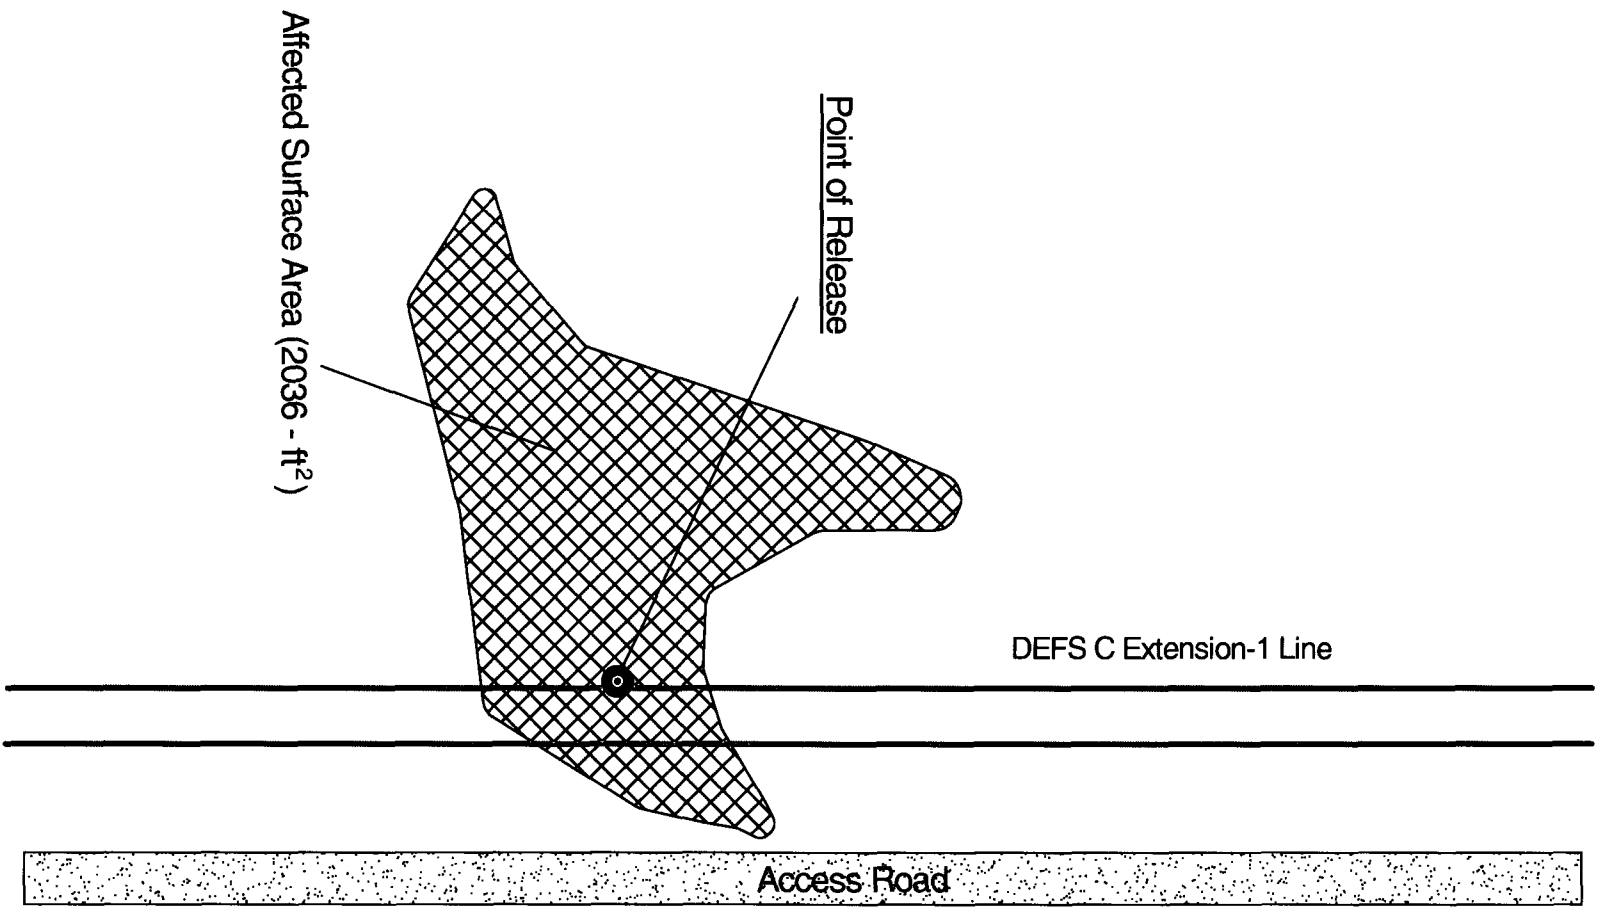 Affected Surface Area (2036 - ft²)
Point of Release
DEFS C Extension-1 Line
Access Road